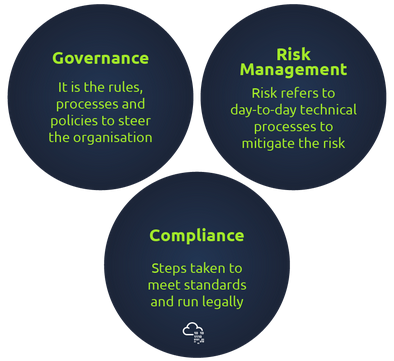 Governance
It is the rules,
processes and
policies to steer
the organisation
Risk
Management
Risk refers to
day-to-day technical
processes to
mitigate the risk
Compliance
Steps taken to
meet standards
and run legally